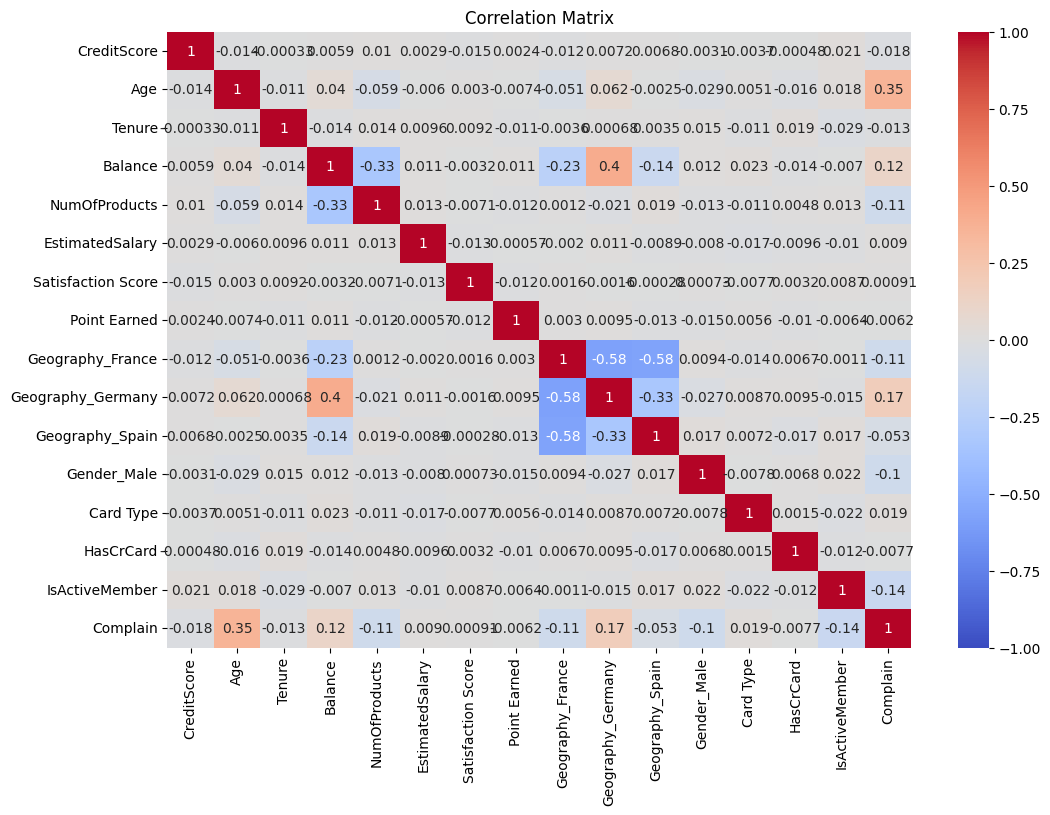 Correlation Matrix
CreditScore 1 -0.014 -0.00033 0.0059 0.01 0.0029 -0.015 0.0024 -0.012 0.0072 0.0068 -0.0031 -0.0037 -0.00048 0.021 -0.018
Age -0.014 1 -0.011 0.04 -0.059 -0.006 0.003 -0.0074 -0.051 0.062 -0.0025 -0.029 0.0051 -0.016 0.018 0.35
Tenure -0.00033 -0.011 1 -0.014 0.014 0.0096 0.0092 -0.011 -0.0036 0.00068 0.0035 0.015 -0.011 0.019 -0.029 -0.013
Balance 0.0059 0.04 -0.014 1 -0.33 0.011 -0.0032 0.011 -0.23 0.4 -0.14 0.012 0.023 -0.014 -0.007 0.12
NumOfProducts 0.01 -0.059 0.014 -0.33 1 0.013 -0.0071 -0.012 0.0012 -0.021 0.019 -0.013 -0.011 0.0048 0.013 -0.11
EstimatedSalary 0.0029 -0.006 0.0096 0.011 0.013 1 -0.013 -0.00057 -0.002 0.011 -0.0089 -0.008 -0.017 -0.0096 -0.01 0.009
Satisfaction Score -0.015 0.003 0.0092 -0.0032 -0.0071 -0.013 1 -0.012 0.0016 -0.0016 -0.00028 0.00073 -0.0077 0.0032 0.0087 0.00091
Point Earned 0.0024 -0.0074 -0.011 0.011 -0.012 -0.00057 -0.012 1 0.003 0.0095 -0.013 -0.015 0.0056 -0.01 -0.0064 -0.0062
Geography_France -0.012 -0.051 -0.0036 -0.23 0.0012 -0.002 0.0016 0.003 1 -0.58 -0.58 0.0094 -0.014 0.0067 -0.0011 -0.11
Geography_Germany 0.0072 0.062 0.00068 0.4 -0.021 0.011 -0.0016 0.0095 -0.58 1 -0.33 -0.027 0.0087 0.0095 -0.015 0.17
Geography_Spain 0.0068 -0.0025 0.0035 -0.14 0.019 -0.0089 -0.00028 -0.013 -0.58 -0.33 1 0.017 0.0072 -0.017 0.017 -0.053
Gender_Male -0.0031 -0.029 0.015 0.012 -0.013 -0.008 0.00073 -0.015 0.0094 -0.027 0.017 1 -0.0078 0.0068 0.022 -0.1
Card Type -0.0037 0.0051 -0.011 0.023 -0.011 -0.017 -0.0077 0.0056 -0.014 0.0087 0.0072 -0.0078 1 0.0015 -0.022 0.019
HasCrCard -0.00048 -0.016 0.019 -0.014 0.0048 -0.0096 0.0032 -0.01 0.0067 0.0095 -0.017 0.0068 0.0015 1 -0.012 -0.0077
IsActiveMember 0.021 0.018 -0.029 -0.007 0.013 -0.01 0.0087 -0.0064 -0.0011 -0.015 0.017 0.022 -0.022 -0.012 1 -0.14
Complain -0.018 0.35 -0.013 0.12 -0.11 0.009 0.00091 -0.0062 -0.11 0.17 -0.053 -0.1 0.019 -0.0077 -0.14 1
CreditScore
Age
Tenure
Balance
NumOfProducts
EstimatedSalary
Satisfaction Score
Point Earned
Geography_France
Geography_Germany
Geography_Spain
Gender_Male
Card Type
HasCrCard
IsActiveMember
Complain
1.00
0.75
0.50
0.25
0.00
−0.25
−0.50
−0.75
−1.00